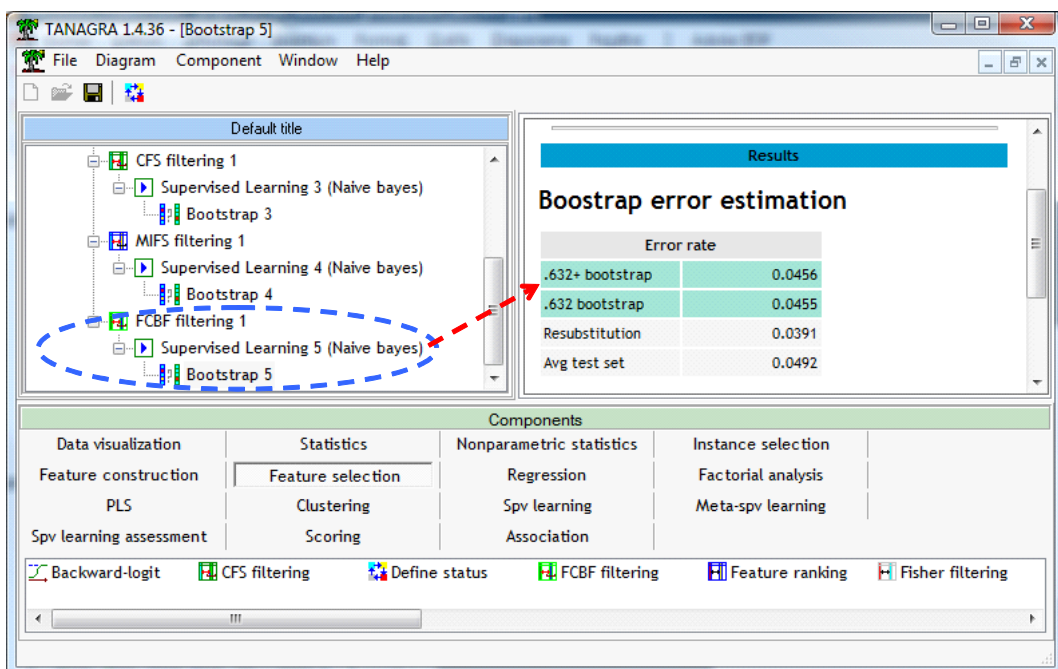 TANAGRA 1.4.36 - [Bootstrap 5]
File Diagram Component Window Help
Default title
CFS filtering 1
Supervised Learning 3 (Naive bayes)
Bootstrap 3
MIFS filtering 1
Supervised Learning 4 (Naive bayes)
Bootstrap 4
FCBF filtering 1
Supervised Learning 5 (Naive bayes)
Bootstrap 5
Results
Boostrap error estimation
Error rate
.632+ bootstrap 0.0456
.632 bootstrap 0.0455
Resubstitution 0.0391
Avg test set 0.0492
Components
Data visualization Statistics Nonparametric statistics Instance selection
Feature construction Feature selection Regression Factorial analysis
PLS Clustering Spv learning Meta-spv learning
Spv learning assessment Scoring Association
Backward-logit CFS filtering Define status FCBF filtering Feature ranking Fisher filtering